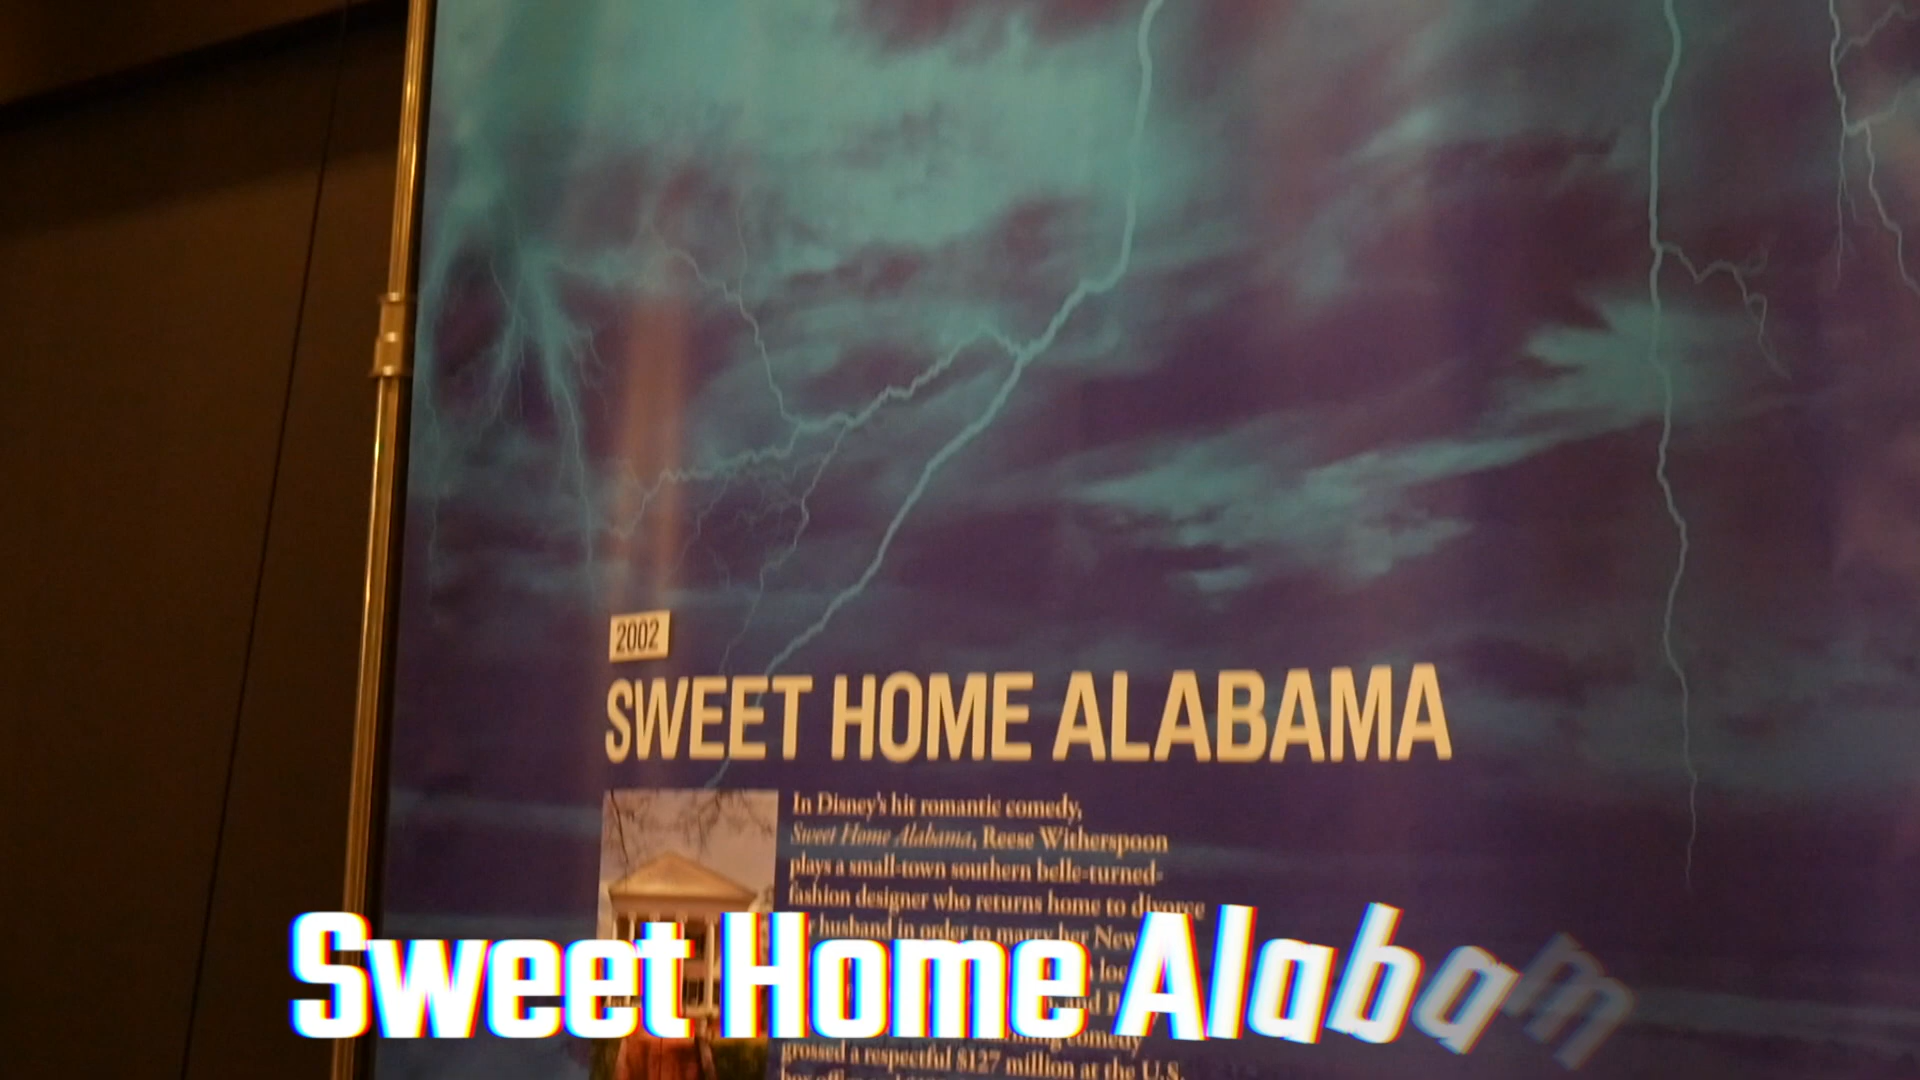 2002
SWEET HOME ALABAMA
In Disney's hit romantic comedy,
Sweet Home Alabama, Reese Witherspoon
plays a small-town southern belle-turned-
fashion designer who returns home to divorce
husband in order to marry her New
Sweet Home Alabam
and
comedy
grossed a respectful $127 million at the U.S.